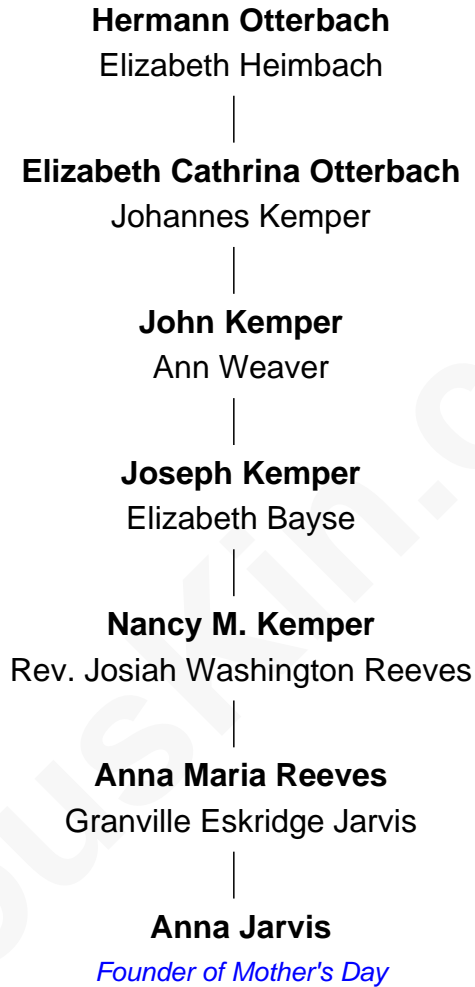 Hermann Otterbach
Elizabeth Heimbach
Elizabeth Cathrina Otterbach
Johannes Kemper
John Kemper
Ann Weaver
Joseph Kemper
Elizabeth Bayse
Nancy M. Kemper
Rev. Josiah Washington Reeves
Anna Maria Reeves
Granville Eskridge Jarvis
Anna Jarvis
Founder of Mother's Day